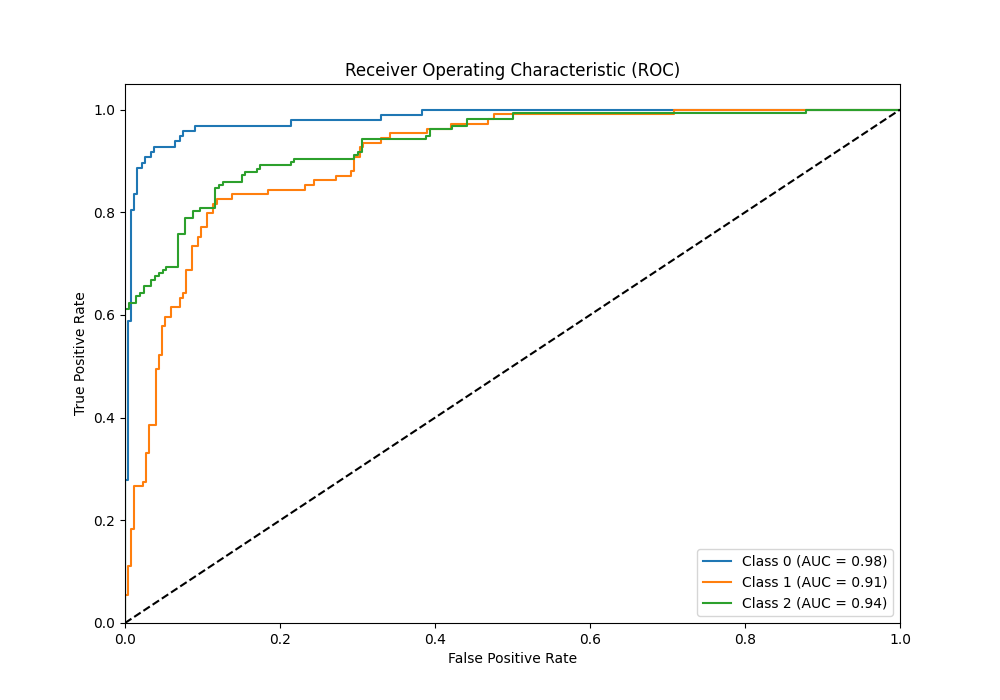 Receiver Operating Characteristic (ROC)
True Positive Rate
1.0
0.8
0.6
0.4
0.2
0.0
0.0 0.2 0.4 0.6 0.8 1.0
False Positive Rate
Class 0 (AUC = 0.98)
Class 1 (AUC = 0.91)
Class 2 (AUC = 0.94)